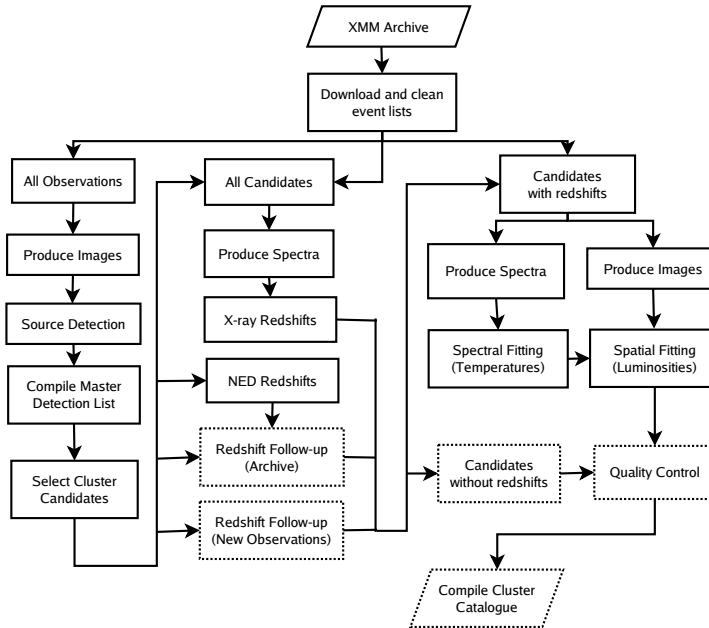 XMM Archive
Download and clean
event lists
All Observations
Produce Images
Source Detection
Compile Master
Detection List
Select Cluster
Candidates
All Candidates
Produce Spectra
X-ray Redshifts
NED Redshifts
Redshift Follow-up
(Archive)
Redshift Follow-up
(New Observations)
Candidates
with redshifts
Produce Spectra
Produce Images
Spectral Fitting
(Temperatures)
Spatial Fitting
(Luminosities)
Candidates
without redshifts
Quality Control
Compile Cluster
Catalogue